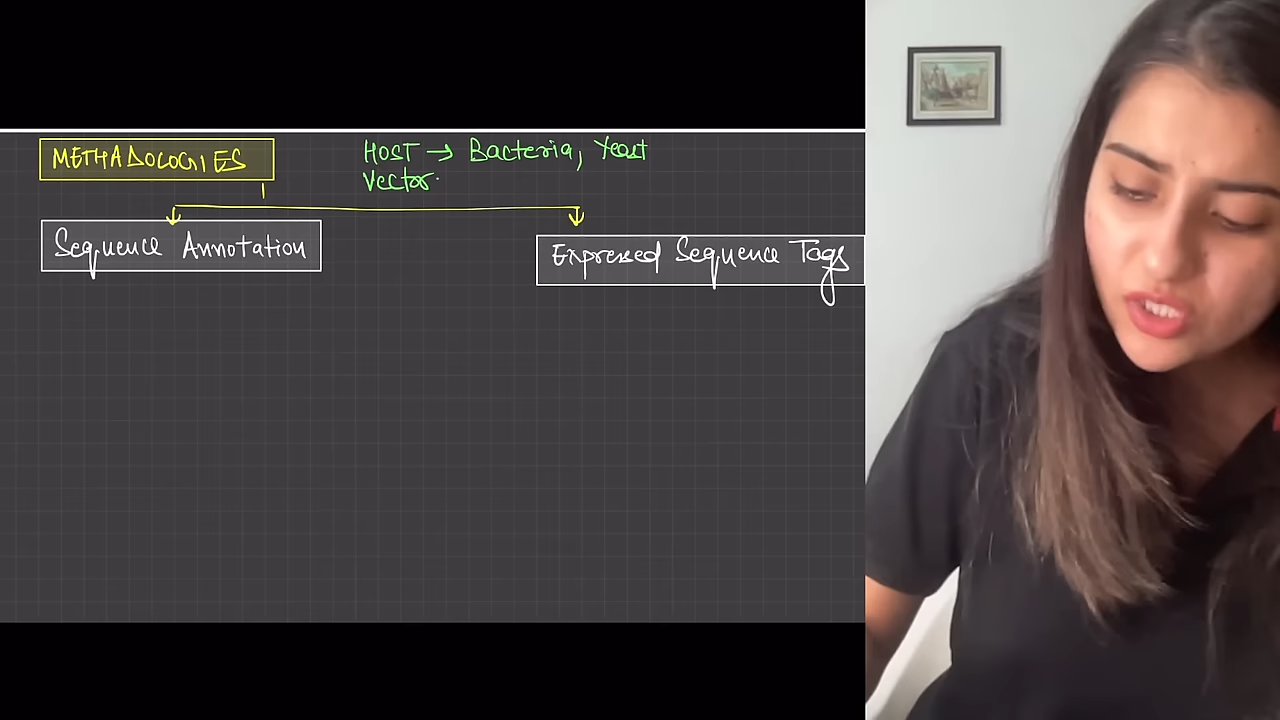 METHADOLOGIES
HOST → Bacteria, Yeast
Vector.
Sequence Annotation
Expressed Sequence Tags